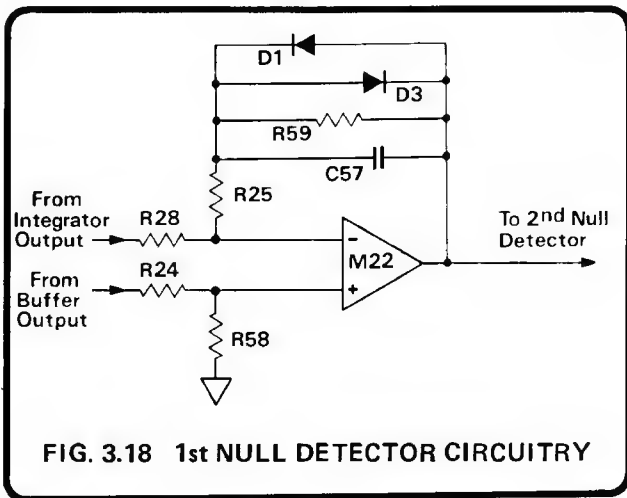 D1
D3
R59
C57
R25
From
Integrator
Output
R28
-
M22
+
To 2nd Null
Detector
From
Buffer
Output
R24
R58
FIG. 3.18 1st NULL DETECTOR CIRCUITRY